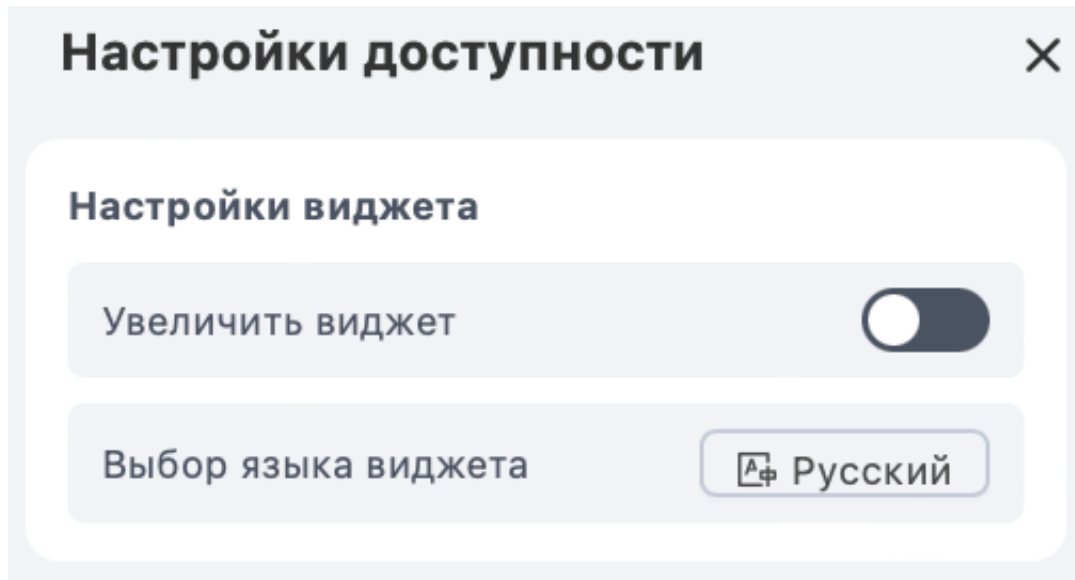 Настройки доступности
Настройки виджета
Увеличить виджет
Выбор языка виджета
Русский